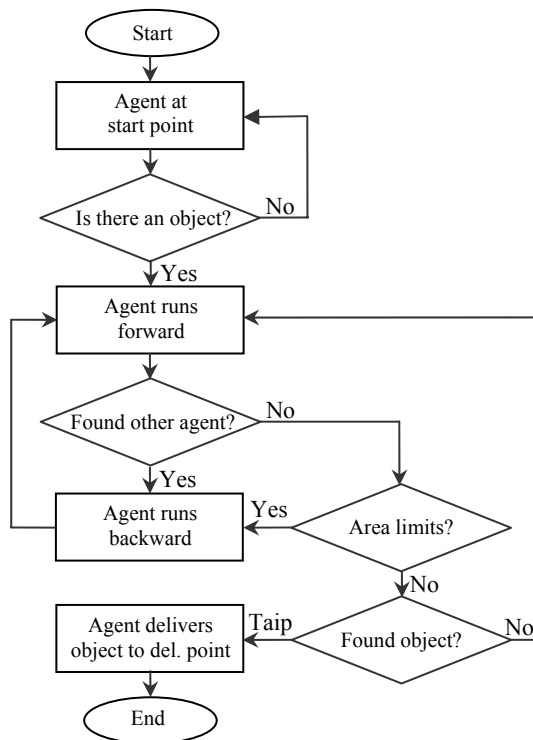 Start
Agent at
start point
Is there an object?
No
Yes
Agent runs
forward
Found other agent?
No
Yes
Agent runs
backward
Yes
Area limits?
No
Agent delivers
object to del. point
Taip
Found object?
No
End